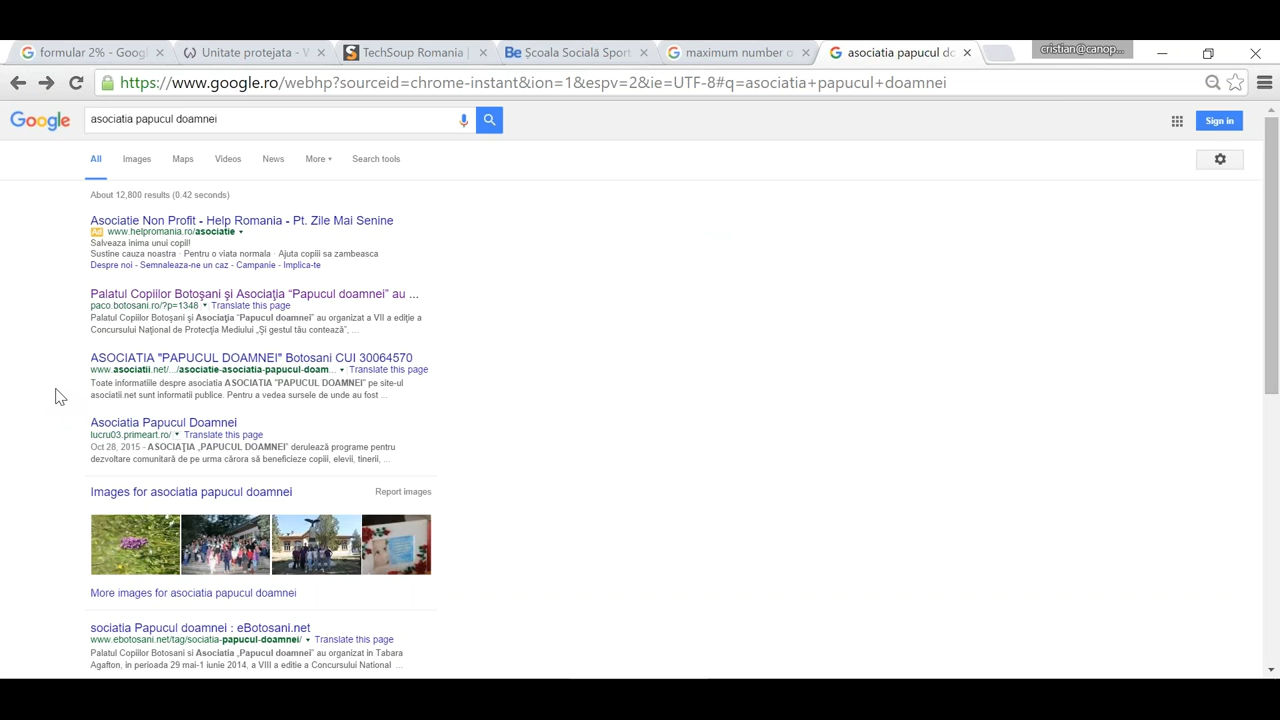 formular 2% - Goog
Unitate protejata - V
TechSoup Romania |
Be Școala Socială Sport
maximum number o
asociatia papucul do
cristian@canop...
https://www.google.ro/webhp?sourceid=chrome-instant&ion=1&espv=2&ie=UTF-8#q=asociatia+papucul+doamnei
Google
asociatia papucul doamnei
Sign in
All Images Maps Videos News More Search tools
About 12,800 results (0.42 seconds)
Asociatie Non Profit - Help Romania - Pt. Zile Mai Senine
Ad www.helpromania.ro/asociatie
Salveaza inima unui copil!
Sustine cauza noastra · Pentru o viata normala · Ajuta copiii sa zambeasca
Despre noi - Semnaleaza-ne un caz - Campanie - Implica-te
Palatul Copiilor Botoşani şi Asociaţia “Papucul doamnei” au ...
paco.botosani.ro/?p=1348 Translate this page
Palatul Copiilor Botoşani şi Asociaţia “Papucul doamnei” au organizat a VII a ediţie a
Concursului Naţional de Protecţia Mediului „Şi gestul tău contează”, ...
ASOCIATIA "PAPUCUL DOAMNEI" Botosani CUI 30064570
www.asociatii.net/.../asociatie-asociatia-papucul-doam... Translate this page
Toate informatiile despre asociatia ASOCIATIA "PAPUCUL DOAMNEI" pe site-ul
asociatii.net sunt informatii publice. Pentru a vedea sursele de unde au fost ...
Asociatia Papucul Doamnei
lucru03.primeart.ro/ Translate this page
Oct 28, 2015 - ASOCIAŢIA „PAPUCUL DOAMNEI” derulează programe pentru
dezvoltare comunitară de pe urma cărora să beneficieze copiii, elevii, tinerii, ...
Images for asociatia papucul doamnei
Report images
More images for asociatia papucul doamnei
sociatia Papucul doamnei : eBotosani.net
www.ebotosani.net/tag/sociatia-papucul-doamnei/ Translate this page
Palatul Copiilor Botosani si Asociatia „Papucul doamnei” au organizat in Tabara
Agafton, in perioada 29 mai-1 iunie 2014, a VIII a editie a Concursului National ...